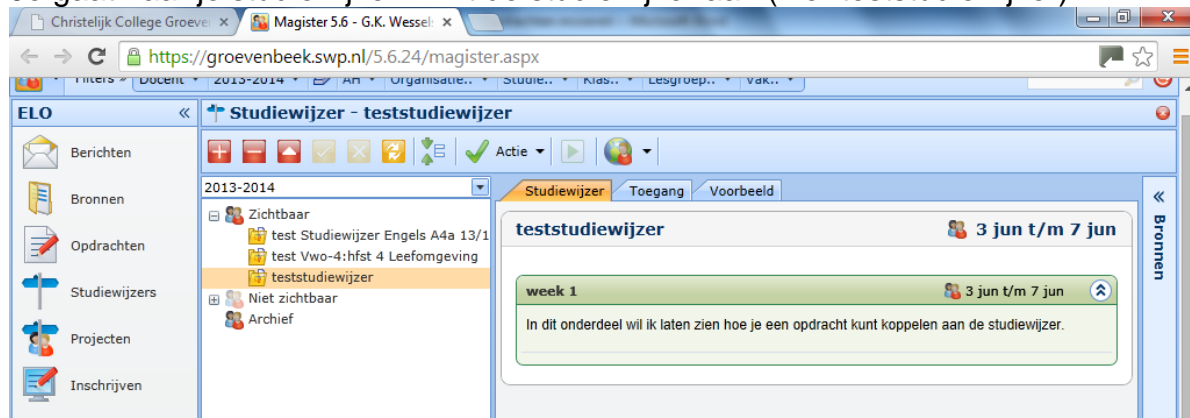 Christelijk College Groeve
Magister 5.6 - G.K. Wessel
https://groevenbeek.swp.nl/5.6.24/magister.aspx
Filters » Docent 2013-2014 AH Organisatie.. Studie.. Klas.. Lesgroep.. Vak..
ELO «
Studiewijzer - teststudiewijzer
Berichten
Bronnen
Opdrachten
Studiewijzers
Projecten
Inschrijven
Actie
2013-2014
Zichtbaar
test Studiewijzer Engels A4a 13/1
test Vwo-4:hfst 4 Leefomgeving
teststudiewijzer
Niet zichtbaar
Archief
Studiewijzer Toegang Voorbeeld
teststudiewijzer 3 jun t/m 7 jun
week 1 3 jun t/m 7 jun
In dit onderdeel wil ik laten zien hoe je een opdracht kunt koppelen aan de studiewijzer.
« Bronnen